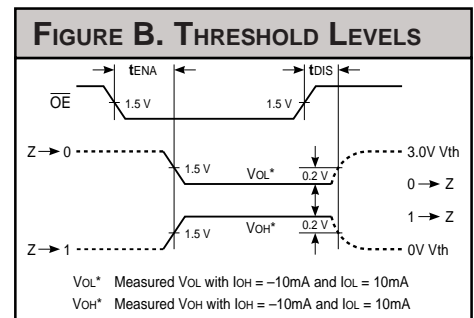 FIGURE B. THRESHOLD LEVELS
tENA tDIS
OE 1.5 V 1.5 V
Z 0 3.0V Vth
1.5 V VOL* 0.2 V 0 Z
1.5 V VOH* 0.2 V 1 Z
Z 1 0V Vth
VOL* Measured VOL with IOH = –10mA and IOL = 10mA
VOH* Measured VOH with IOH = –10mA and IOL = 10mA